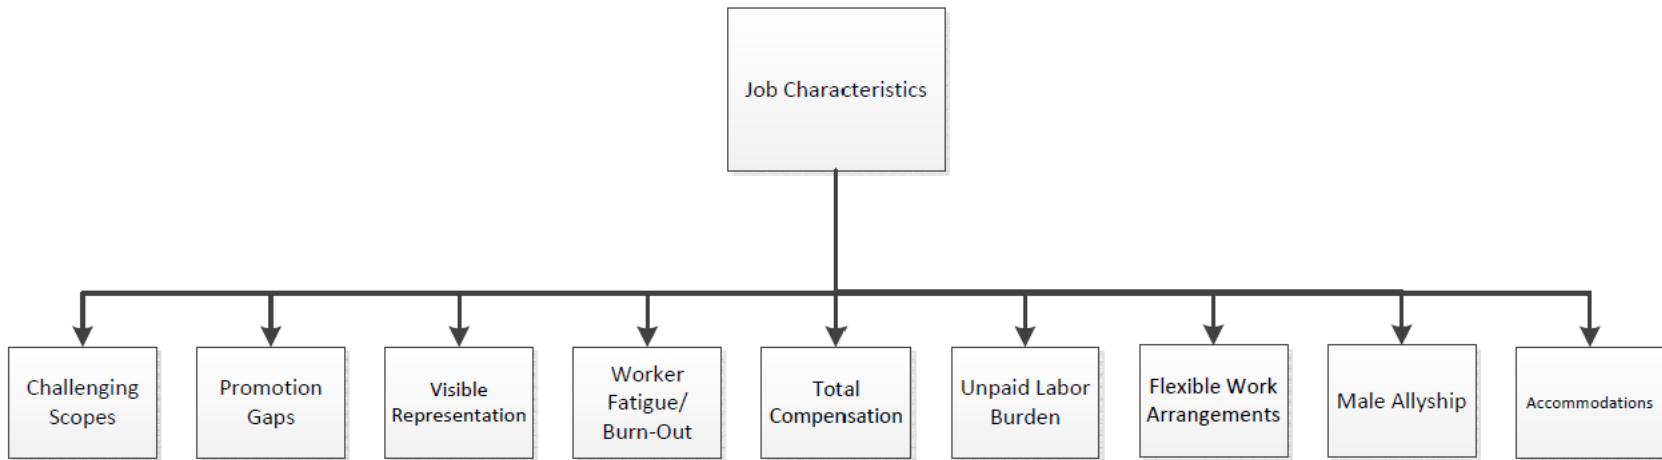 Job Characteristics
Challenging
Scopes
Promotion
Gaps
Visible
Representation
Worker
Fatigue/
Burn-Out
Total
Compensation
Unpaid Labor
Burden
Flexible Work
Arrangements
Male Allyship
Accommodations